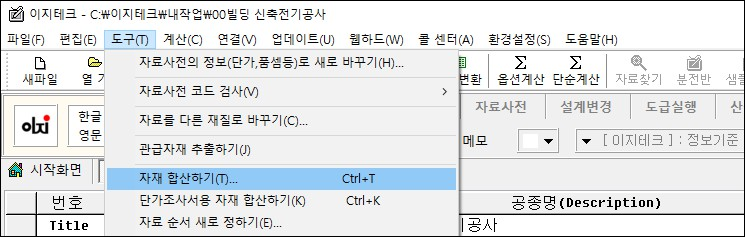 이지테크 - C:₩이지테크₩내작업₩00빌딩 신축전기공사
파일(F) 편집(E) 도구(T) 계산(C) 연결(V) 업데이트(U) 웹하드(W) 콜 센터(A) 환경설정(S) 도움말(H)
새파일 열 기 변환 옵션계산 단순계산 자료찾기 분전반 샘플
자료사전의 정보(단가,품셈등)로 새로 바꾸기(H)...
자료사전 코드 검사(V)
자료를 다른 재질로 바꾸기(C)...
관급자재 추출하기(J)
자재 합산하기(T)... Ctrl+T
단가조사서용 자재 합산하기(K) Ctrl+K
자료 순서 새로 정하기(E)...
한글
영문
자료사전 설계변경 도급실행 산
메모 [ 이지테크 ] : 정보기준
시작화면
번호 공종명(Description)
Title 공사